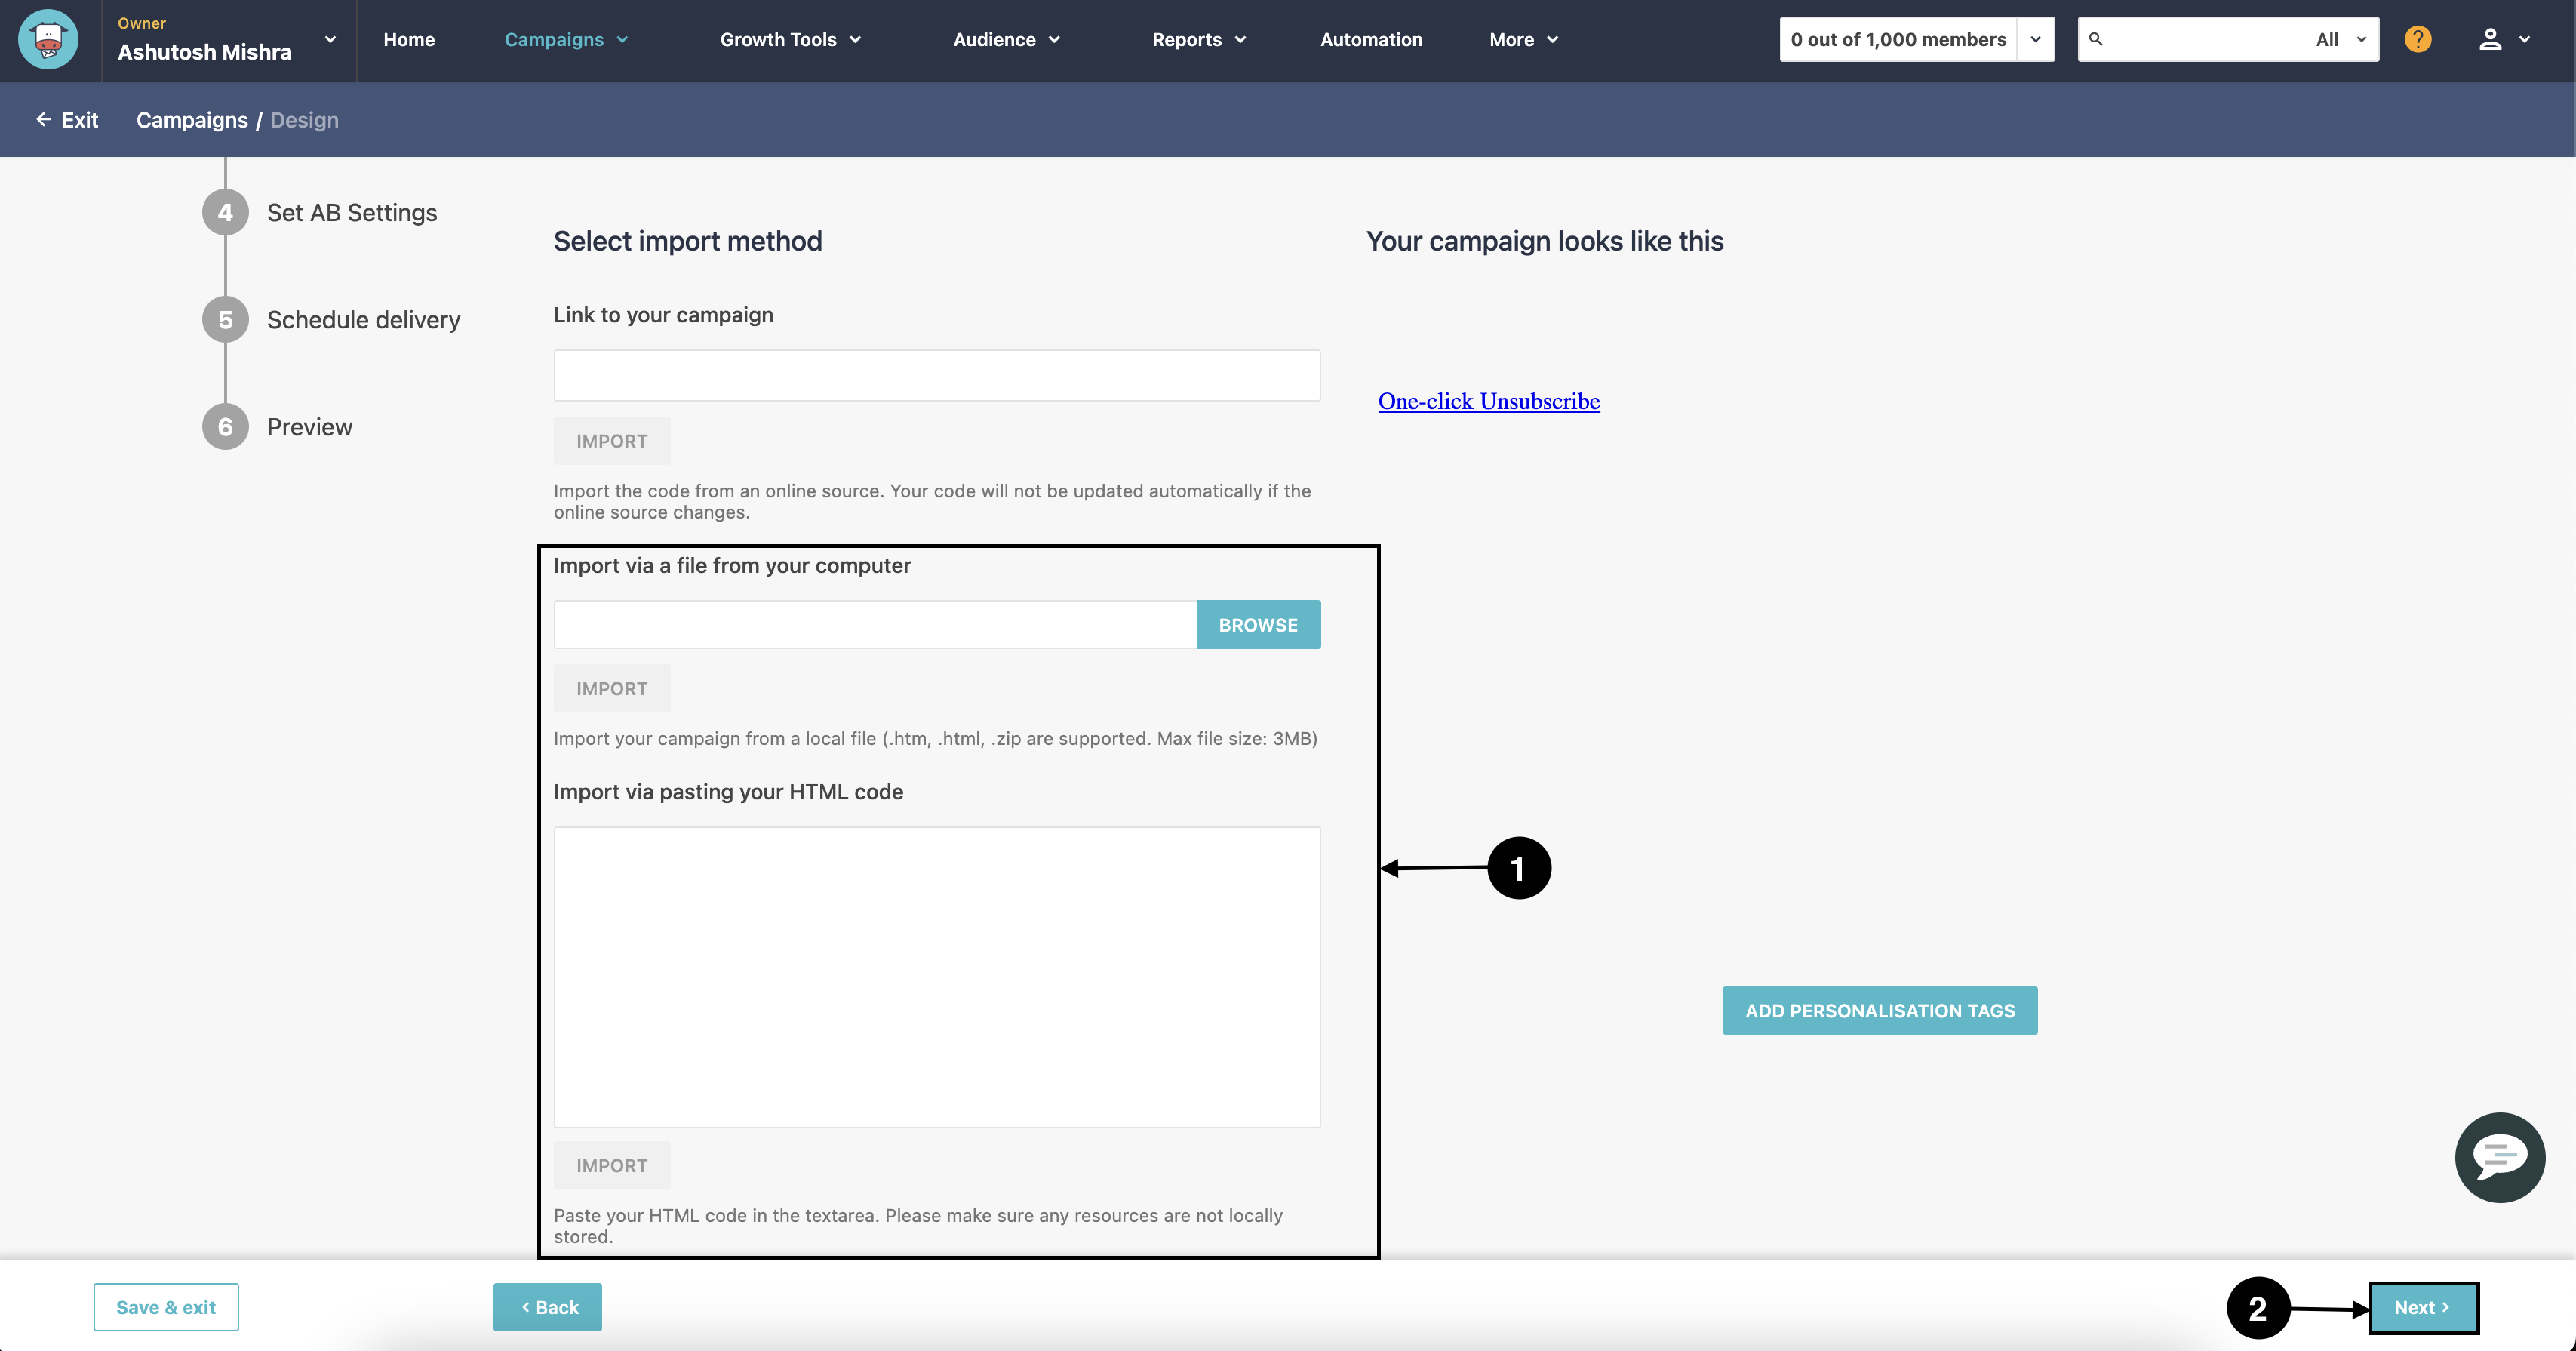 Owner
Ashutosh Mishra
Home
Campaigns
Growth Tools
Audience
Reports
Automation
More
0 out of 1,000 members
All
?
Exit
Campaigns / Design
4
Set AB Settings
5
Schedule delivery
6
Preview
Select import method
Link to your campaign
IMPORT
Import the code from an online source. Your code will not be updated automatically if the
online source changes.
Import via a file from your computer
BROWSE
IMPORT
Import your campaign from a local file (.htm, .html, .zip are supported. Max file size: 3MB)
Import via pasting your HTML code
IMPORT
Paste your HTML code in the textarea. Please make sure any resources are not locally
stored.
Your campaign looks like this
One-click Unsubscribe
1
ADD PERSONALISATION TAGS
Save & exit
Back
2
Next